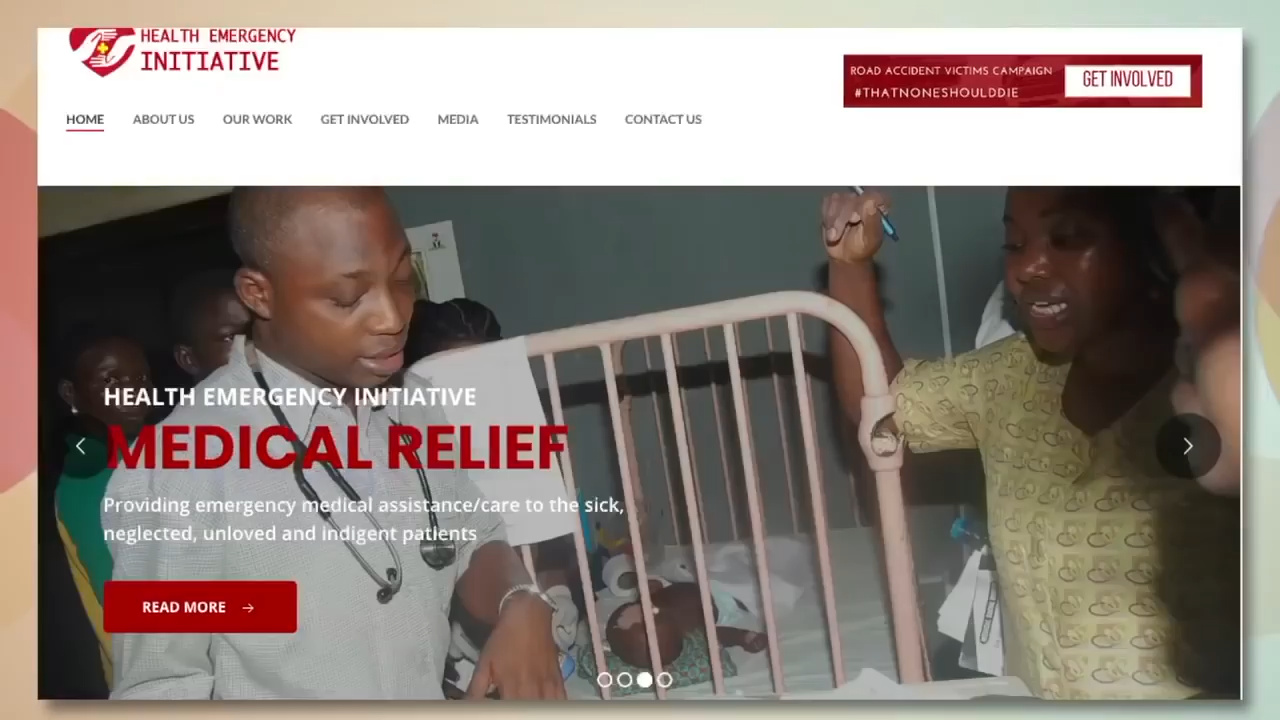 HEALTH EMERGENCY
INITIATIVE
ROAD ACCIDENT VICTIMS CAMPAIGN
#THATNONESHOULDDIE
GET INVOLVED
HOME
ABOUT US
OUR WORK
GET INVOLVED
MEDIA
TESTIMONIALS
CONTACT US
HEALTH EMERGENCY INITIATIVE
MEDICAL RELIEF
Providing emergency medical assistance/care to the sick,
neglected, unloved and indigent patients
READ MORE →